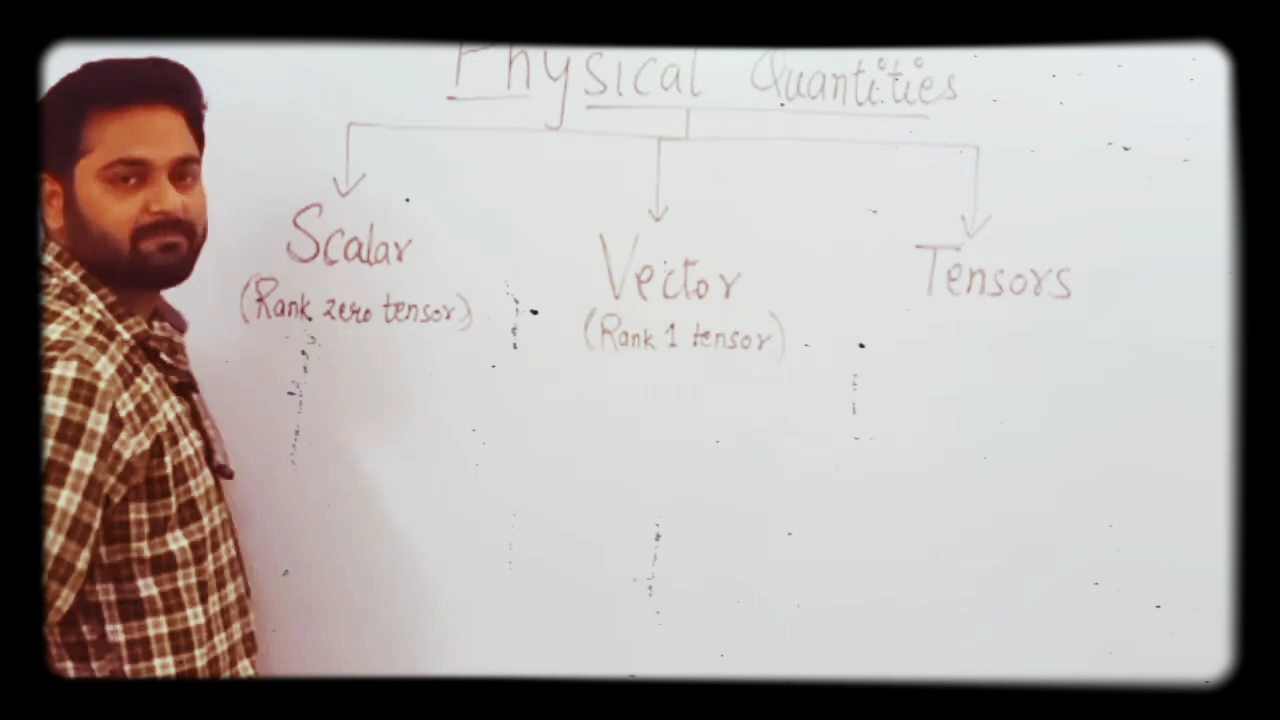 Physical Quantities
Scalar
(Rank zero tensor)
Vector
(Rank 1 tensor)
Tensors